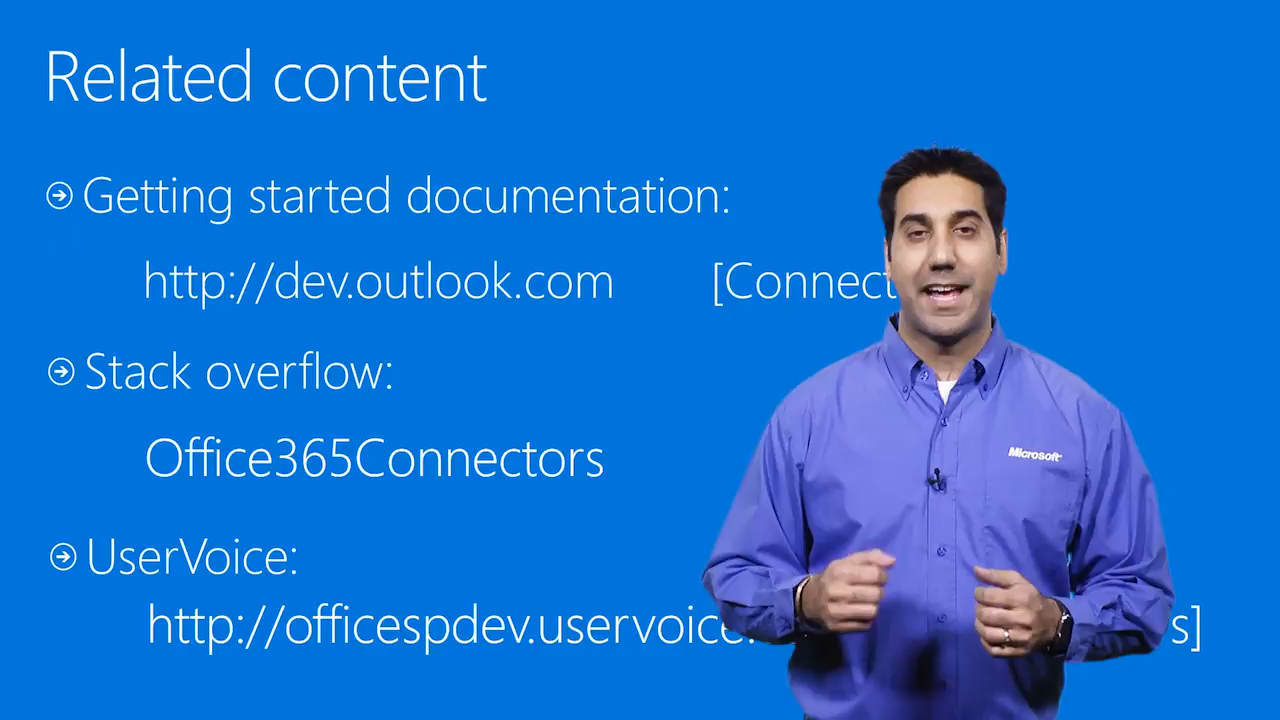 Related content
Getting started documentation:
http://dev.outlook.com [Connect
Stack overflow:
Office365Connectors
UserVoice:
http://officespdev.uservoice. s]
Microsoft